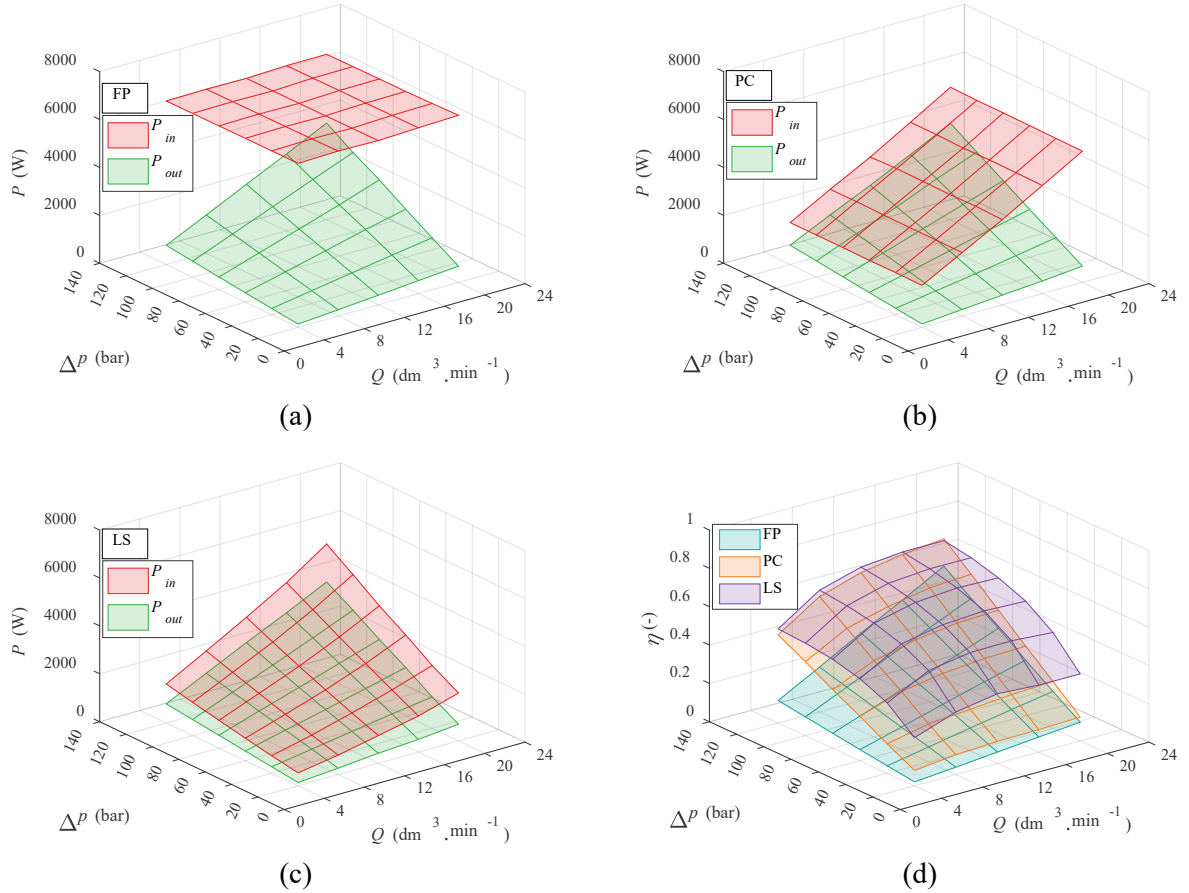 8000
6000
4000
2000
0
P (W)
FP
P in
P out
140
120
100
80
60
40
20
0
Δp (bar)
0
4
8
12
16
20
24
Q (dm 3 .min -1 )
(a)
8000
6000
4000
2000
0
P (W)
PC
P in
P out
140
120
100
80
60
40
20
0
Δp (bar)
0
4
8
12
16
20
24
Q (dm 3 .min -1 )
(b)
8000
6000
4000
2000
0
P (W)
LS
P in
P out
140
120
100
80
60
40
20
0
Δp (bar)
0
4
8
12
16
20
24
Q (dm 3 .min -1 )
(c)
1
0.8
0.6
0.4
0.2
0
η (-)
FP
PC
LS
140
120
100
80
60
40
20
0
Δp (bar)
0
4
8
12
16
20
24
Q (dm 3 .min -1 )
(d)